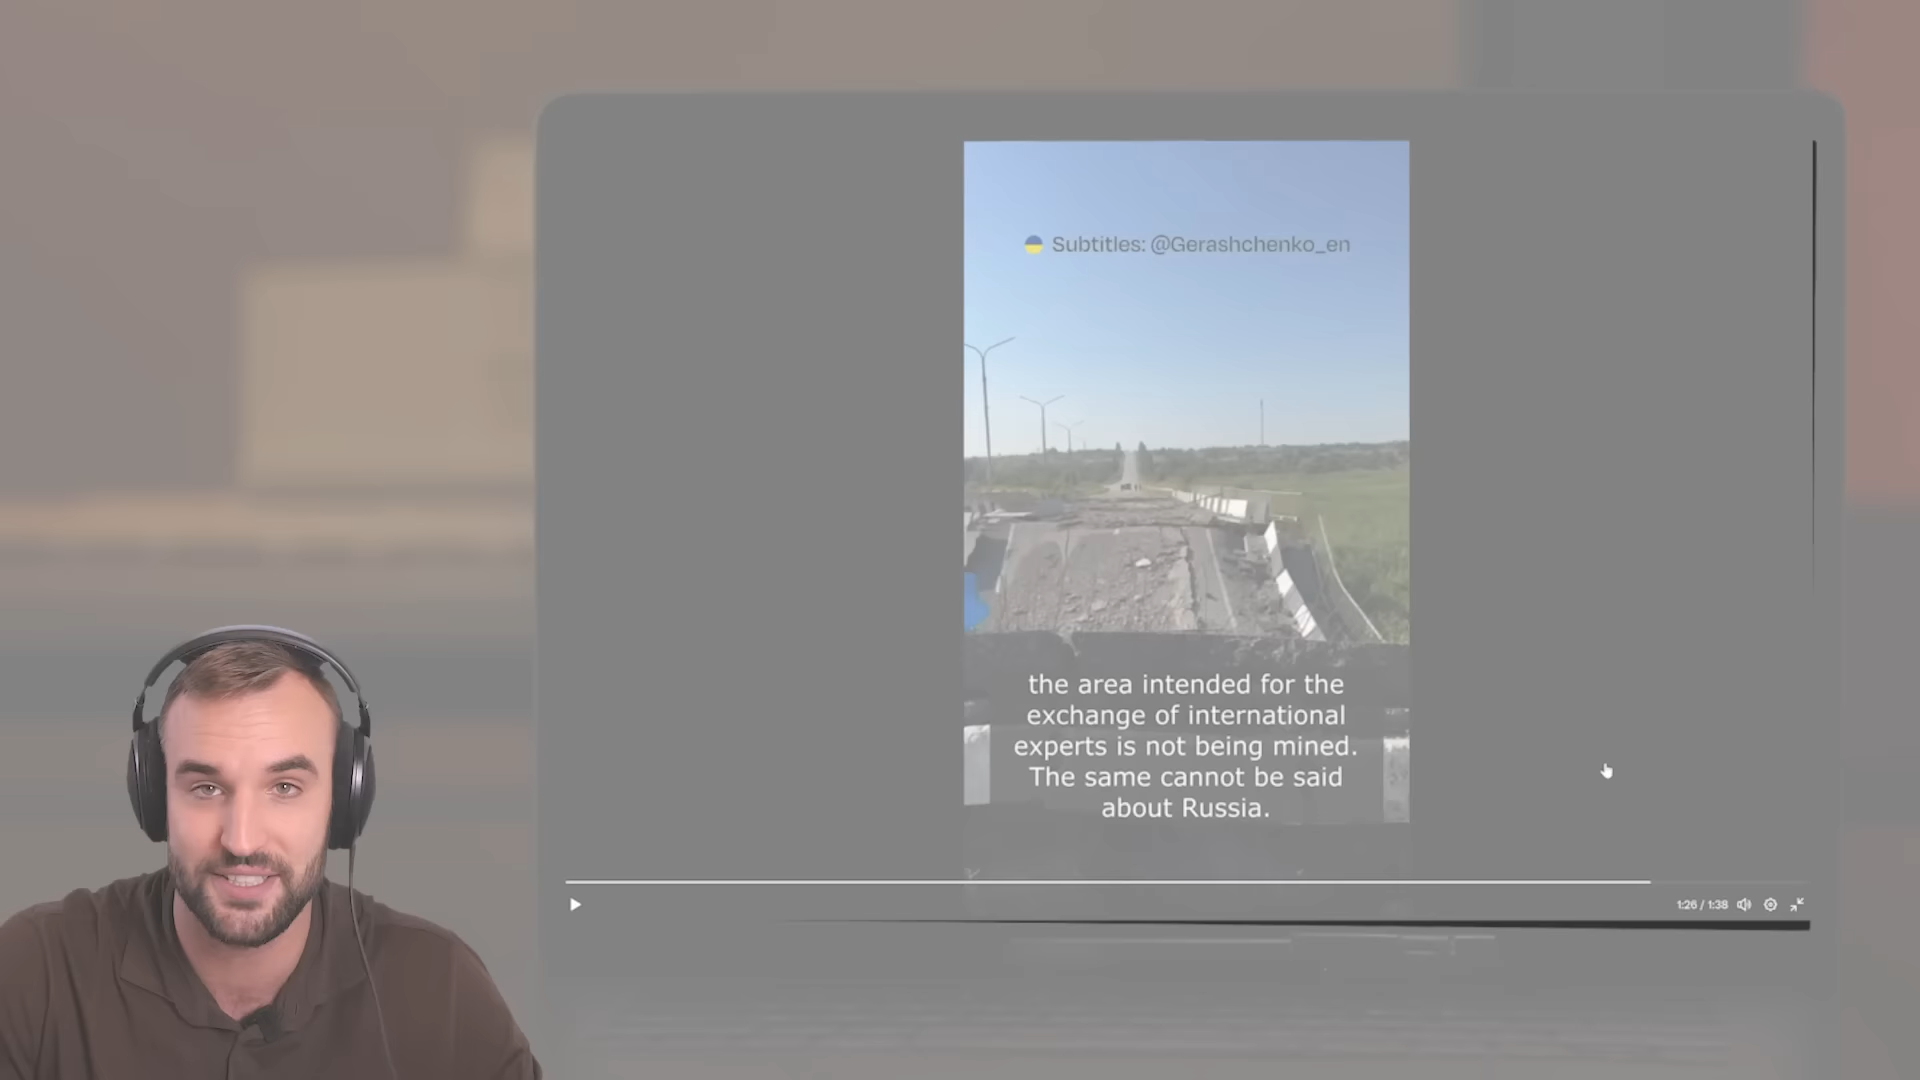 Subtitles: @Gerashchenko_en
the area intended for the
exchange of international
experts is not being mined.
The same cannot be said
about Russia.
1:26 / 1:38